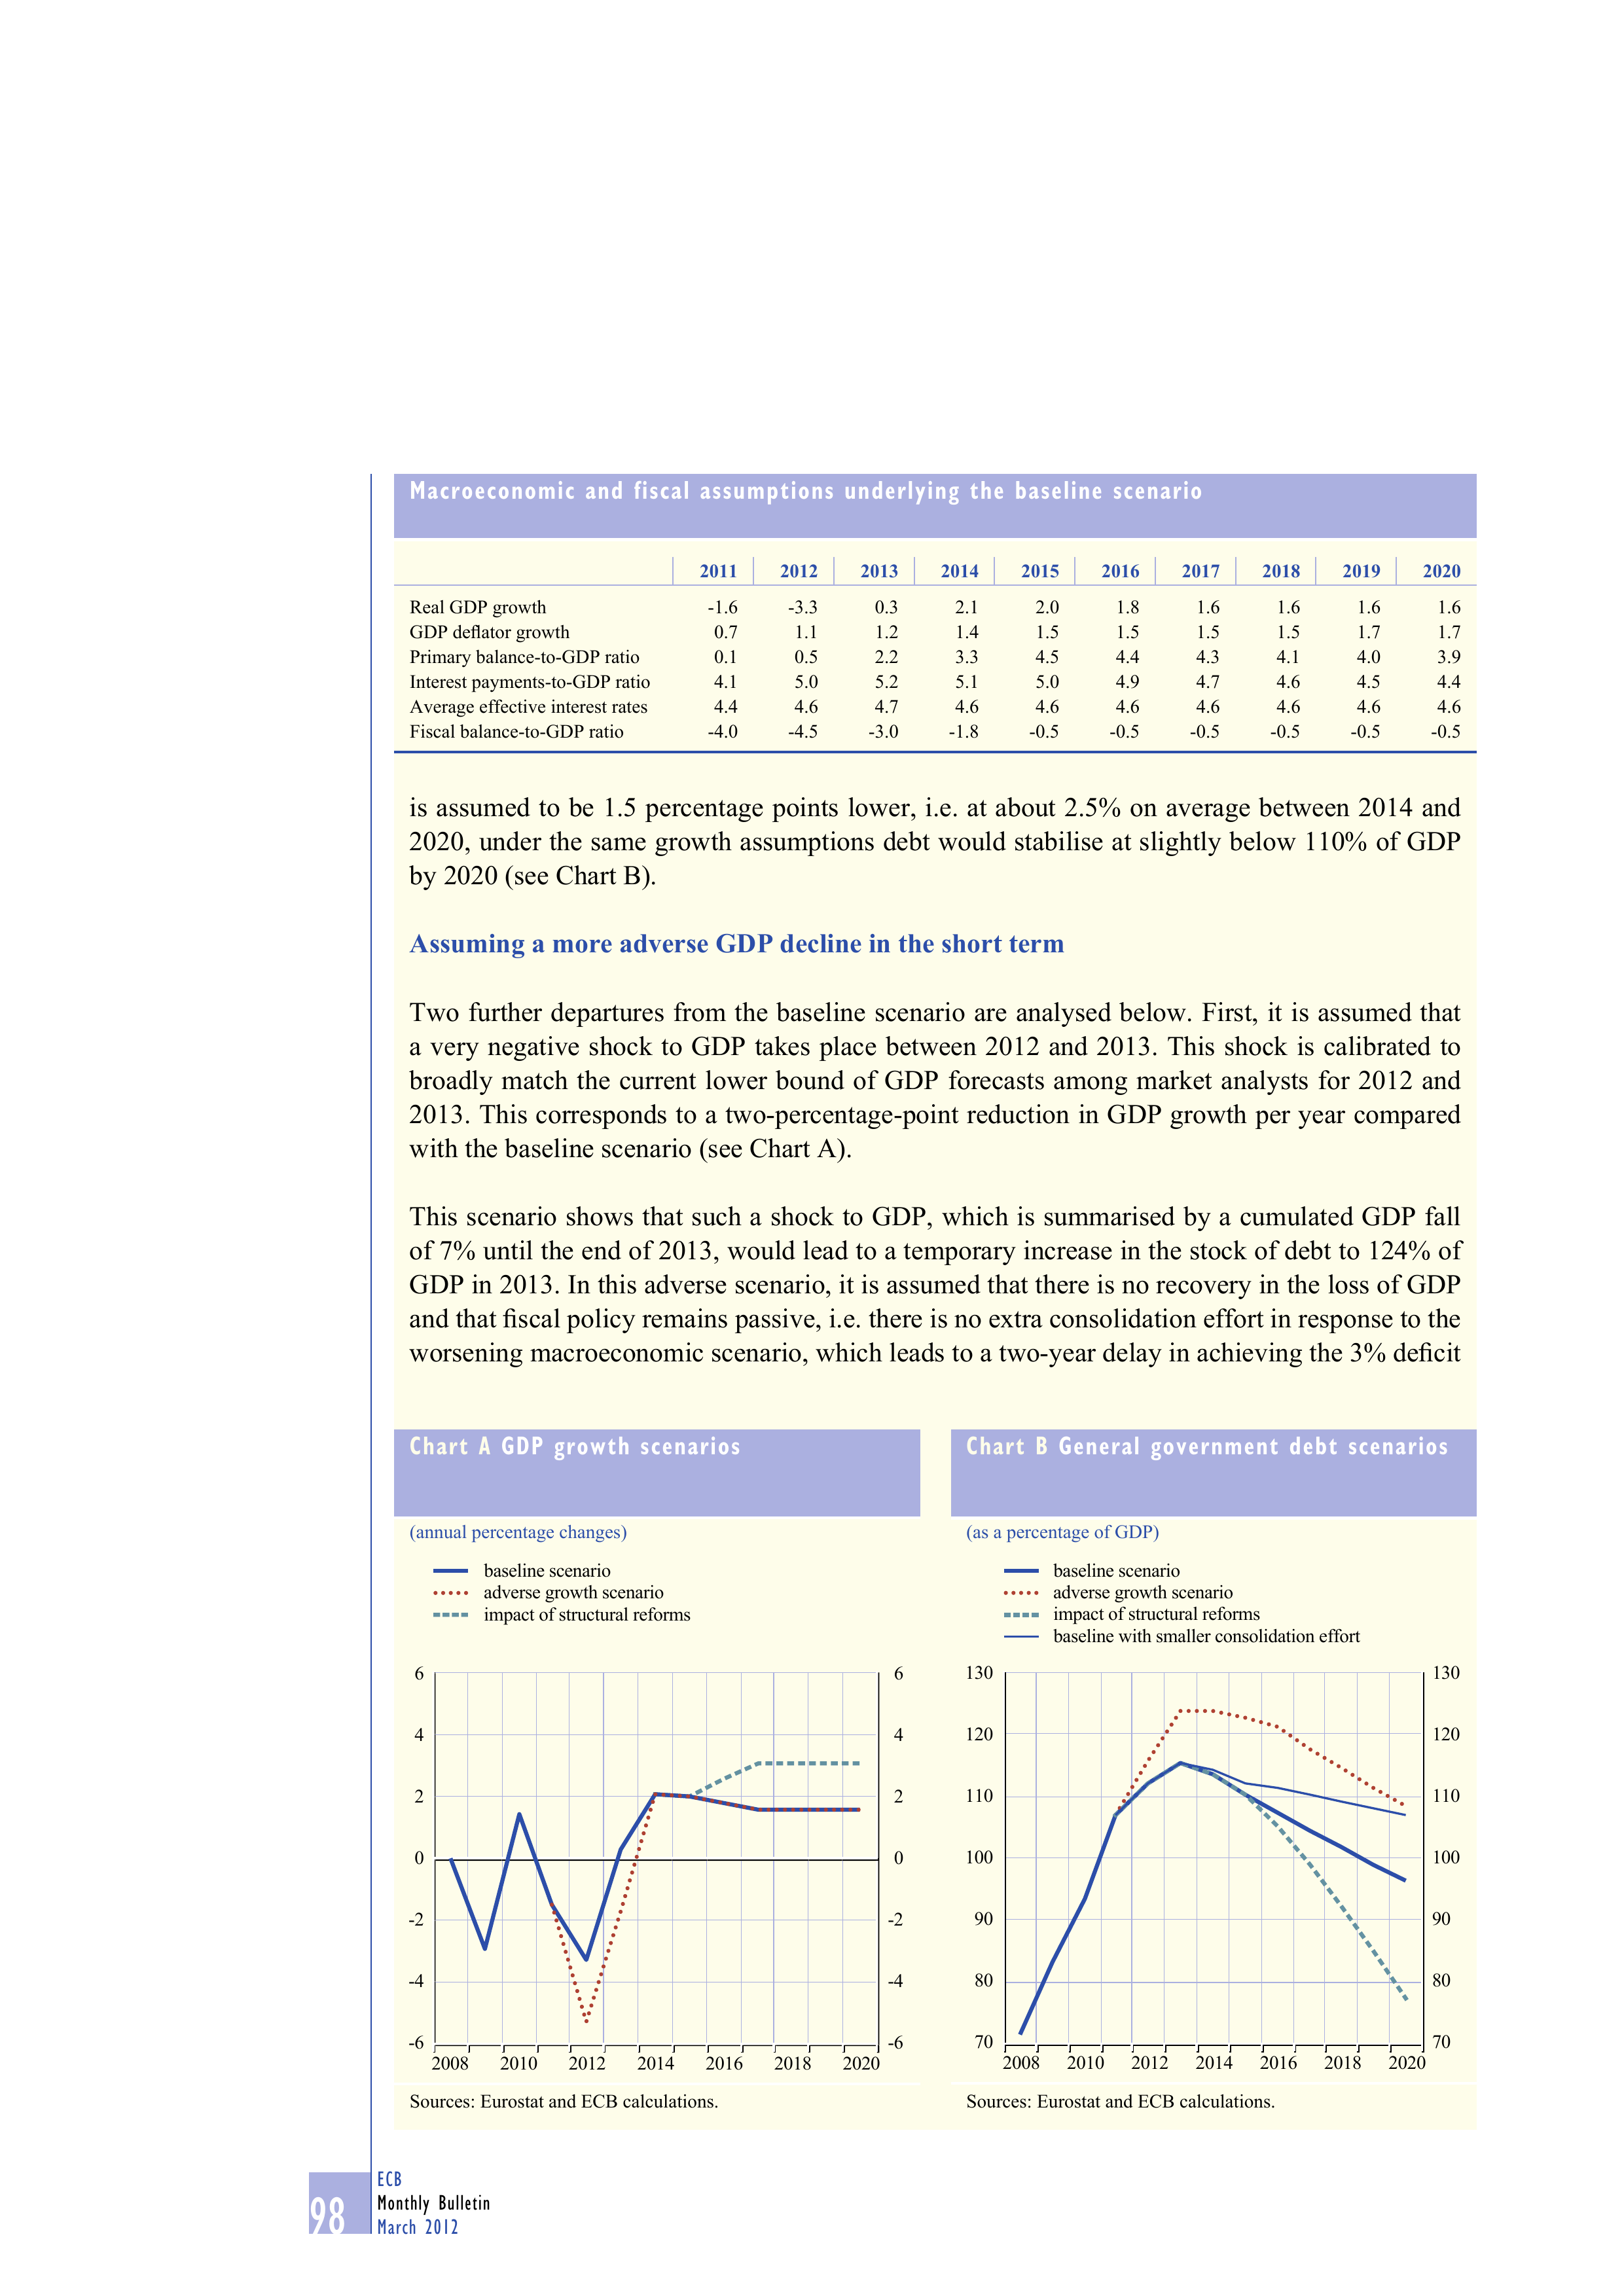 Macroeconomic and fiscal assumptions underlying the baseline scenario
2011 2012 2013 2014 2015 2016 2017 2018 2019 2020
Real GDP growth -1.6 -3.3 0.3 2.1 2.0 1.8 1.6 1.6 1.6 1.6
GDP deflator growth 0.7 1.1 1.2 1.4 1.5 1.5 1.5 1.5 1.7 1.7
Primary balance-to-GDP ratio 0.1 0.5 2.2 3.3 4.5 4.4 4.3 4.1 4.0 3.9
Interest payments-to-GDP ratio 4.1 5.0 5.2 5.1 5.0 4.9 4.7 4.6 4.5 4.4
Average effective interest rates 4.4 4.6 4.7 4.6 4.6 4.6 4.6 4.6 4.6 4.6
Fiscal balance-to-GDP ratio -4.0 -4.5 -3.0 -1.8 -0.5 -0.5 -0.5 -0.5 -0.5 -0.5
is assumed to be 1.5 percentage points lower, i.e. at about 2.5% on average between 2014 and
2020, under the same growth assumptions debt would stabilise at slightly below 110% of GDP
by 2020 (see Chart B).
Assuming a more adverse GDP decline in the short term
Two further departures from the baseline scenario are analysed below. First, it is assumed that
a very negative shock to GDP takes place between 2012 and 2013. This shock is calibrated to
broadly match the current lower bound of GDP forecasts among market analysts for 2012 and
2013. This corresponds to a two-percentage-point reduction in GDP growth per year compared
with the baseline scenario (see Chart A).
This scenario shows that such a shock to GDP, which is summarised by a cumulated GDP fall
of 7% until the end of 2013, would lead to a temporary increase in the stock of debt to 124% of
GDP in 2013. In this adverse scenario, it is assumed that there is no recovery in the loss of GDP
and that fiscal policy remains passive, i.e. there is no extra consolidation effort in response to the
worsening macroeconomic scenario, which leads to a two-year delay in achieving the 3% deficit
Chart A GDP growth scenarios
(annual percentage changes)
baseline scenario
adverse growth scenario
impact of structural reforms
6 6
4 4
2 2
0 0
-2 -2
-4 -4
-6 -6
2008 2010 2012 2014 2016 2018 2020
Sources: Eurostat and ECB calculations.
Chart B General government debt scenarios
(as a percentage of GDP)
baseline scenario
adverse growth scenario
impact of structural reforms
baseline with smaller consolidation effort
130 130
120 120
110 110
100 100
90 90
80 80
70 70
2008 2010 2012 2014 2016 2018 2020
Sources: Eurostat and ECB calculations.
98
ECB
Monthly Bulletin
March 2012